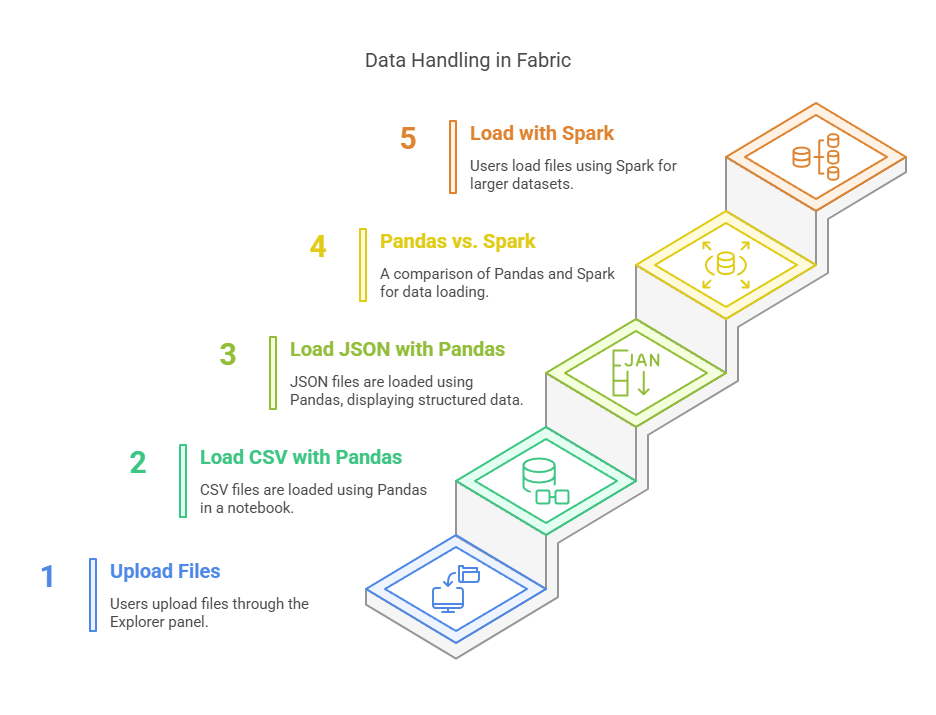 Data Handling in Fabric
5
Load with Spark
Users load files using Spark for
larger datasets.
4
Pandas vs. Spark
A comparison of Pandas and Spark
for data loading.
3
Load JSON with Pandas
JSON files are loaded using
Pandas, displaying structured data.
JAN
2
Load CSV with Pandas
CSV files are loaded using Pandas
in a notebook.
1
Upload Files
Users upload files through the
Explorer panel.